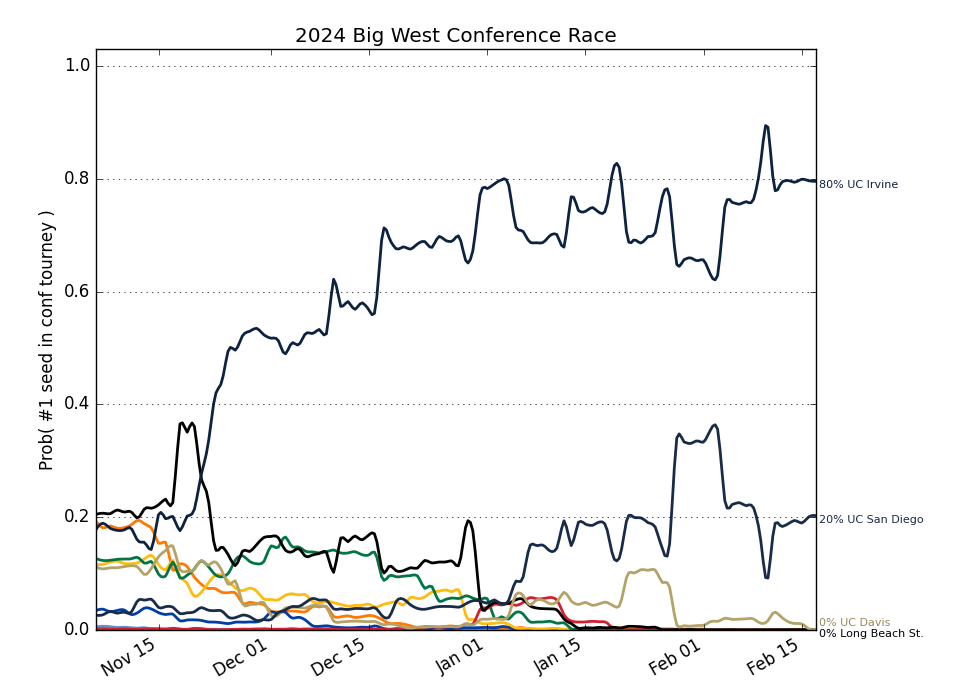 2024 Big West Conference Race
Prob( #1 seed in conf tourney )
1.0
0.8
0.6
0.4
0.2
0.0
80% UC Irvine
20% UC San Diego
0% UC Davis
0% Long Beach St.
Nov 15
Dec 01
Dec 15
Jan 01
Jan 15
Feb 01
Feb 15